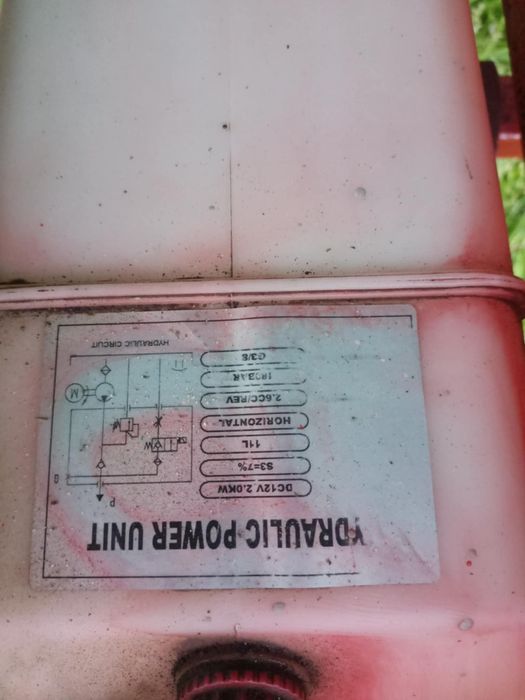 YDRAULIC POWER UNIT
DC12V 2.0KW
S3=7%
11L
HORIZONTAL
2.6CC/REV
180BAR
G3/8
P
M
HYDRAULIC CIRCUIT